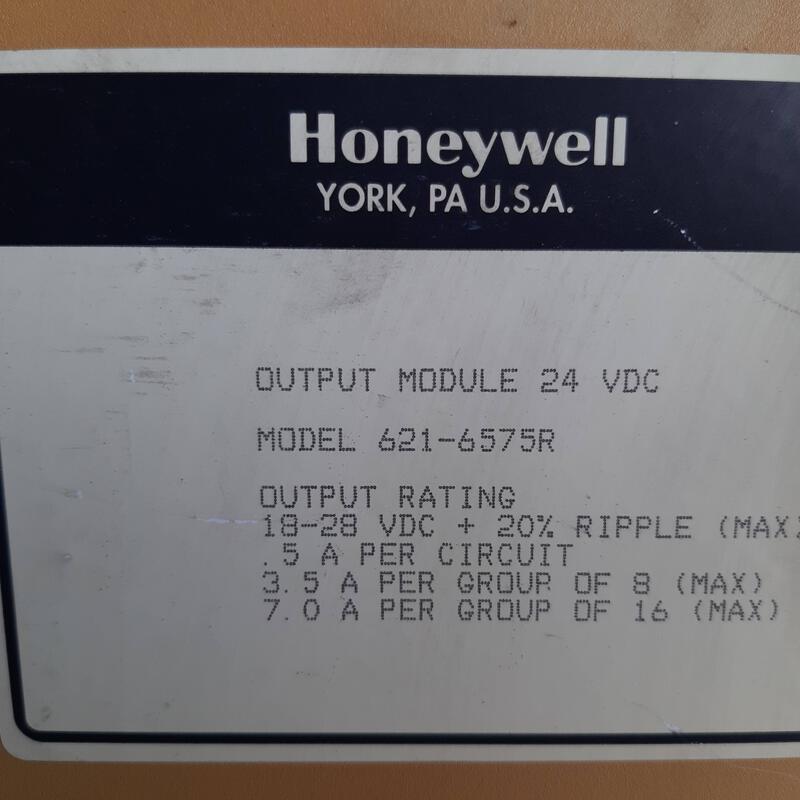 Honeywell
YORK, PA U.S.A.
OUTPUT MODULE 24 VDC
MODEL 621-6575R
OUTPUT RATING
18-28 VDC + 20% RIPPLE (MAX)
.5 A PER CIRCUIT
3.5 A PER GROUP OF 8 (MAX)
7.0 A PER GROUP OF 16 (MAX)